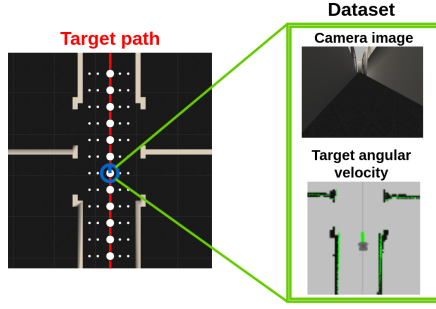 Dataset
Target path
Camera image
Target angular
velocity